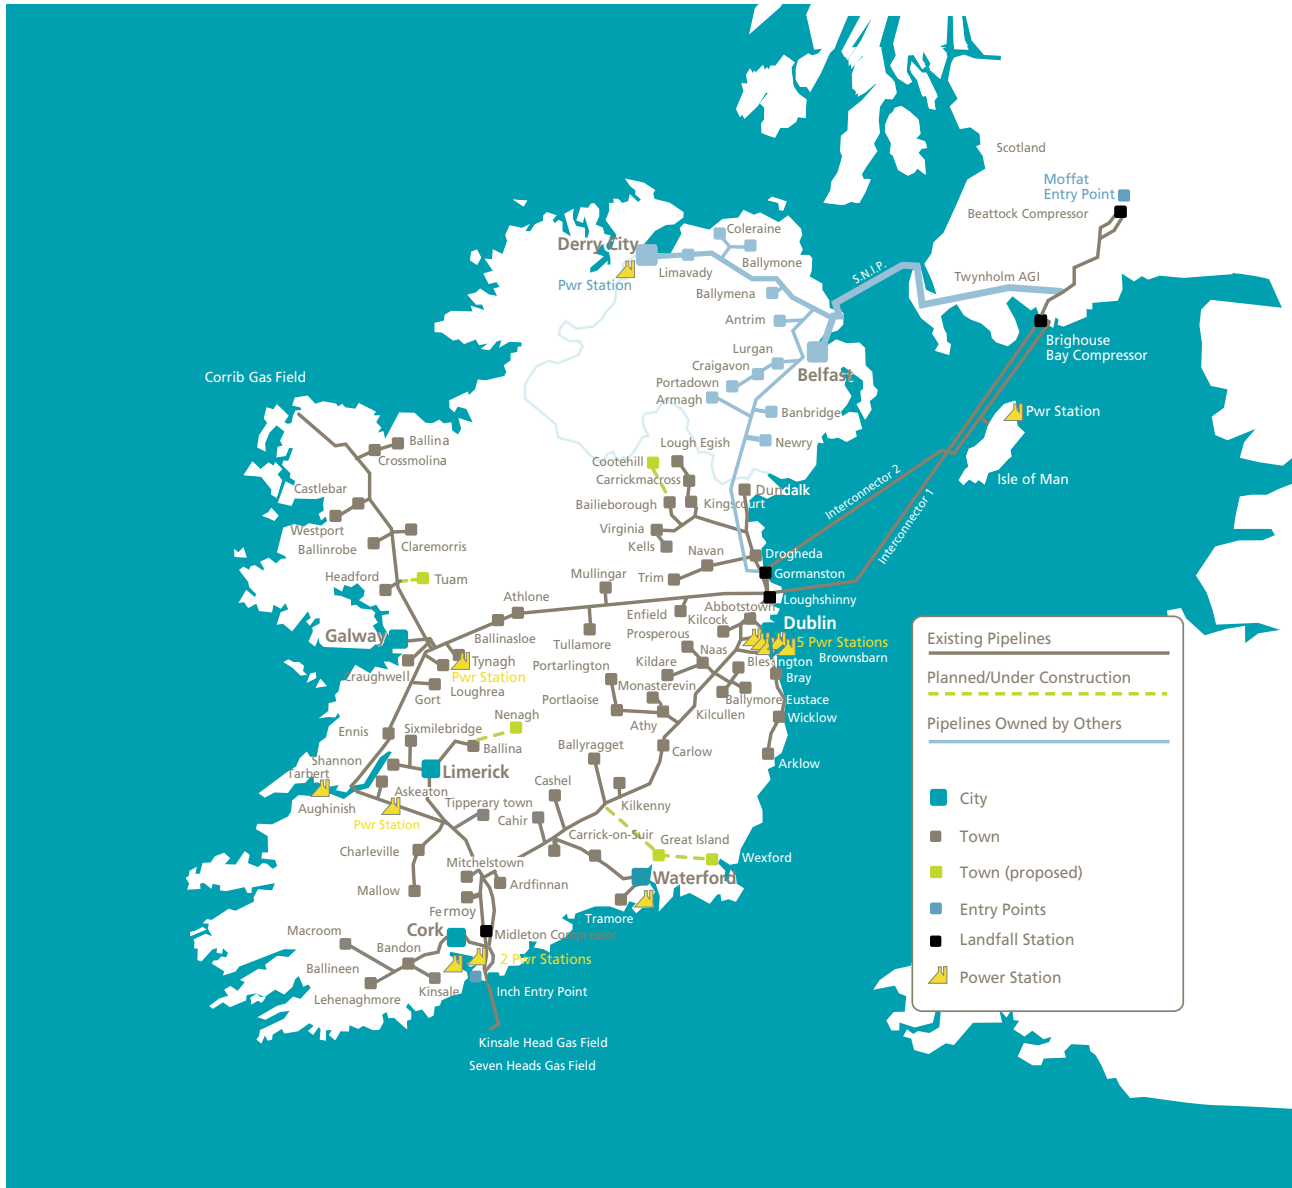 Scotland
Moffat
Entry Point
Beattock Compressor
Coleraine
Derry City
Ballymone
Limavady
S.N.I.P.
Twynholm AGI
Pwr Station
Ballymena
Antrim
Brighouse
Bay Compressor
Lurgan
Craigavon
Belfast
Corrib Gas Field
Portadown
Armagh
Banbridge
Pwr Station
Ballina
Newry
Lough Egish
Crossmolina
Cootehill
Carrickmacross
Isle of Man
Interconnector 2
Castlebar
Dundalk
Bailieborough
Kingscourt
Interconnector 1
Westport
Virginia
Ballinrobe
Claremorris
Kells
Navan
Drogheda
Headford
Tuam
Mullingar
Trim
Gormanston
Athlone
Loughshinny
Abbotstown
Enfield
Kilcock
Dublin
Galway
Ballinasloe
Tullamore
Prosperous
5 Pwr Stations
Naas
Tynagh
Portarlington
Kildare
Blessington
Brownsbarn
Craughwell
Pwr Station
Bray
Loughrea
Monasterevin
Gort
Portlaoise
Ballymore Eustace
Nenagh
Kilcullen
Wicklow
Ennis
Sixmilebridge
Athy
Ballina
Ballyragget
Carlow
Shannon
Arklow
Tarbert
Limerick
Cashel
Askeaton
Aughinish
Tipperary town
Kilkenny
Pwr Station
Cahir
Carrick-on-Suir
Great Island
Charleville
Wexford
Mitchelstown
Waterford
Mallow
Ardfinnan
Fermoy
Tramore
Macroom
Cork
Midleton Compressor
Bandon
2 Pwr Stations
Ballineen
Lehenaghmore
Kinsale
Inch Entry Point
Kinsale Head Gas Field
Seven Heads Gas Field
Existing Pipelines
Planned/Under Construction
Pipelines Owned by Others
City
Town
Town (proposed)
Entry Points
Landfall Station
Power Station